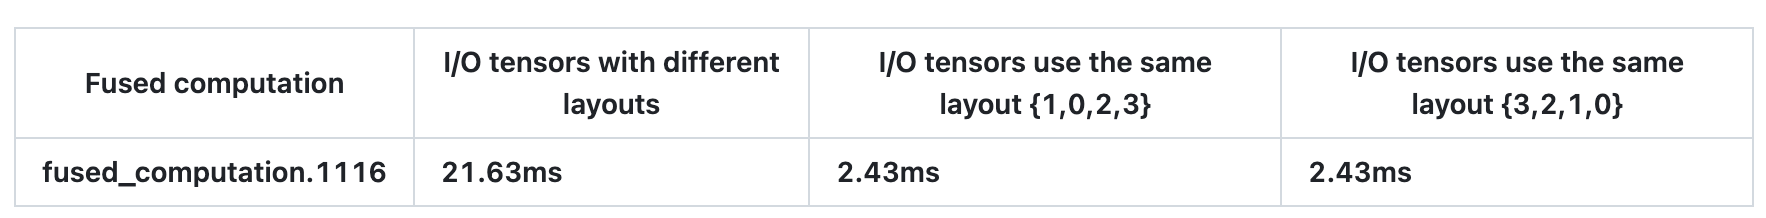 Fused computation
I/O tensors with different
layouts
I/O tensors use the same
layout {1,0,2,3}
I/O tensors use the same
layout {3,2,1,0}
fused_computation.1116
21.63ms
2.43ms
2.43ms